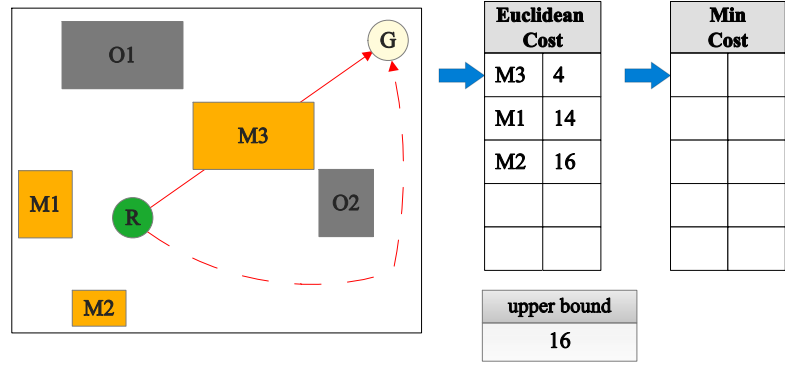 O1
G
M3
M1
R
O2
M2
Euclidean
Cost
M3 4
M1 14
M2 16
Min
Cost
upper bound
16